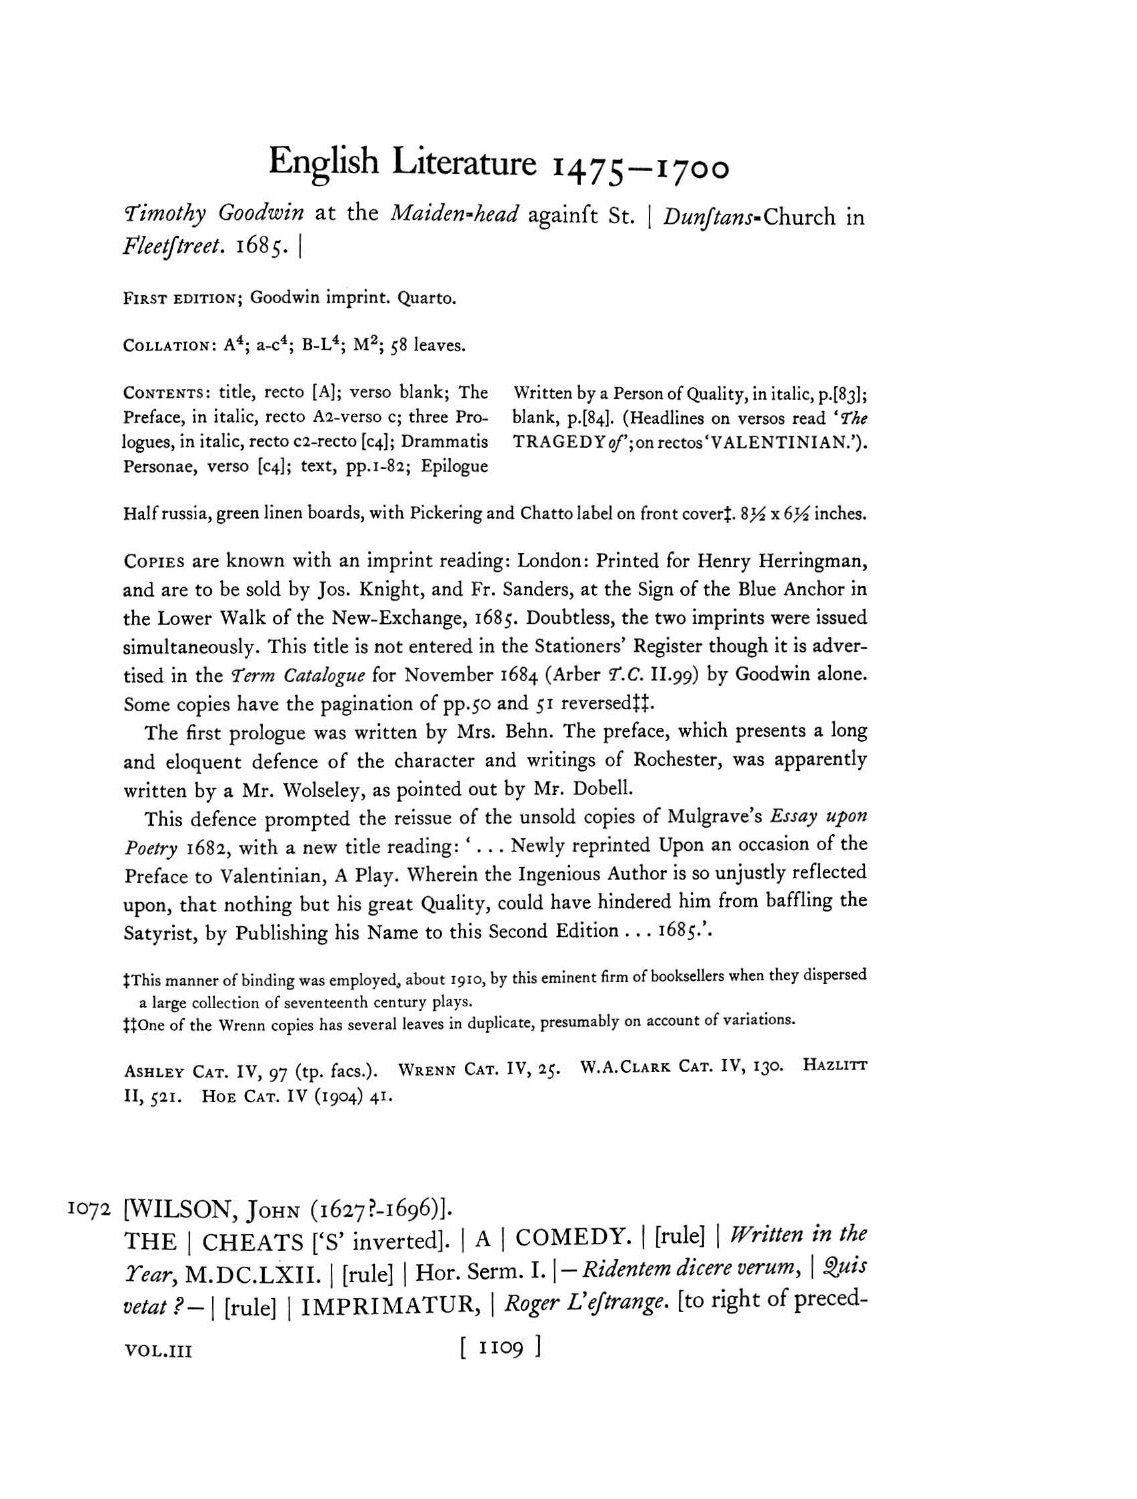 English Literature 1475—1700
Timothy Goodwin at the Maiden-head againſt St. | Dunſtans-Church in
Fleetſtreet. 1685. |
First edition; Goodwin imprint. Quarto.
Collation: A⁴; a-c⁴; B-L⁴; M²; 58 leaves.
Contents: title, recto [A]; verso blank; The
Preface, in italic, recto A2-verso c; three Pro-
logues, in italic, recto c2-recto [c4]; Drammatis
Personae, verso [c4]; text, pp.1-82; Epilogue
Written by a Person of Quality, in italic, p.[83];
blank, p.[84]. (Headlines on versos read ‘The
TRAGEDY of’; on rectos ‘VALENTINIAN.’).
Half russia, green linen boards, with Pickering and Chatto label on front cover‡. 8½ x 6½ inches.
Copies are known with an imprint reading: London: Printed for Henry Herringman,
and are to be sold by Jos. Knight, and Fr. Sanders, at the Sign of the Blue Anchor in
the Lower Walk of the New-Exchange, 1685. Doubtless, the two imprints were issued
simultaneously. This title is not entered in the Stationers’ Register though it is adver-
tised in the Term Catalogue for November 1684 (Arber T.C. II.99) by Goodwin alone.
Some copies have the pagination of pp.50 and 51 reversed‡‡.
The first prologue was written by Mrs. Behn. The preface, which presents a long
and eloquent defence of the character and writings of Rochester, was apparently
written by a Mr. Wolseley, as pointed out by Mr. Dobell.
This defence prompted the reissue of the unsold copies of Mulgrave’s Essay upon
Poetry 1682, with a new title reading: ‘ . . . Newly reprinted Upon an occasion of the
Preface to Valentinian, A Play. Wherein the Ingenious Author is so unjustly reflected
upon, that nothing but his great Quality, could have hindered him from baffling the
Satyrist, by Publishing his Name to this Second Edition . . . 1685.’.
‡This manner of binding was employed, about 1910, by this eminent firm of booksellers when they dispersed
a large collection of seventeenth century plays.
‡‡One of the Wrenn copies has several leaves in duplicate, presumably on account of variations.
Ashley Cat. IV, 97 (tp. facs.). Wrenn Cat. IV, 25. W.A.Clark Cat. IV, 130. Hazlitt
II, 521. Hoe Cat. IV (1904) 41.
1072 [WILSON, John (1627?-1696)].
THE | CHEATS [‘S’ inverted]. | A | COMEDY. | [rule] | Written in the
Year, M.DC.LXII. | [rule] | Hor. Serm. I. |— Ridentem dicere verum, | Quis
vetat ? — | [rule] | IMPRIMATUR, | Roger L’eſtrange. [to right of preced-
VOL.III [ 1109 ]